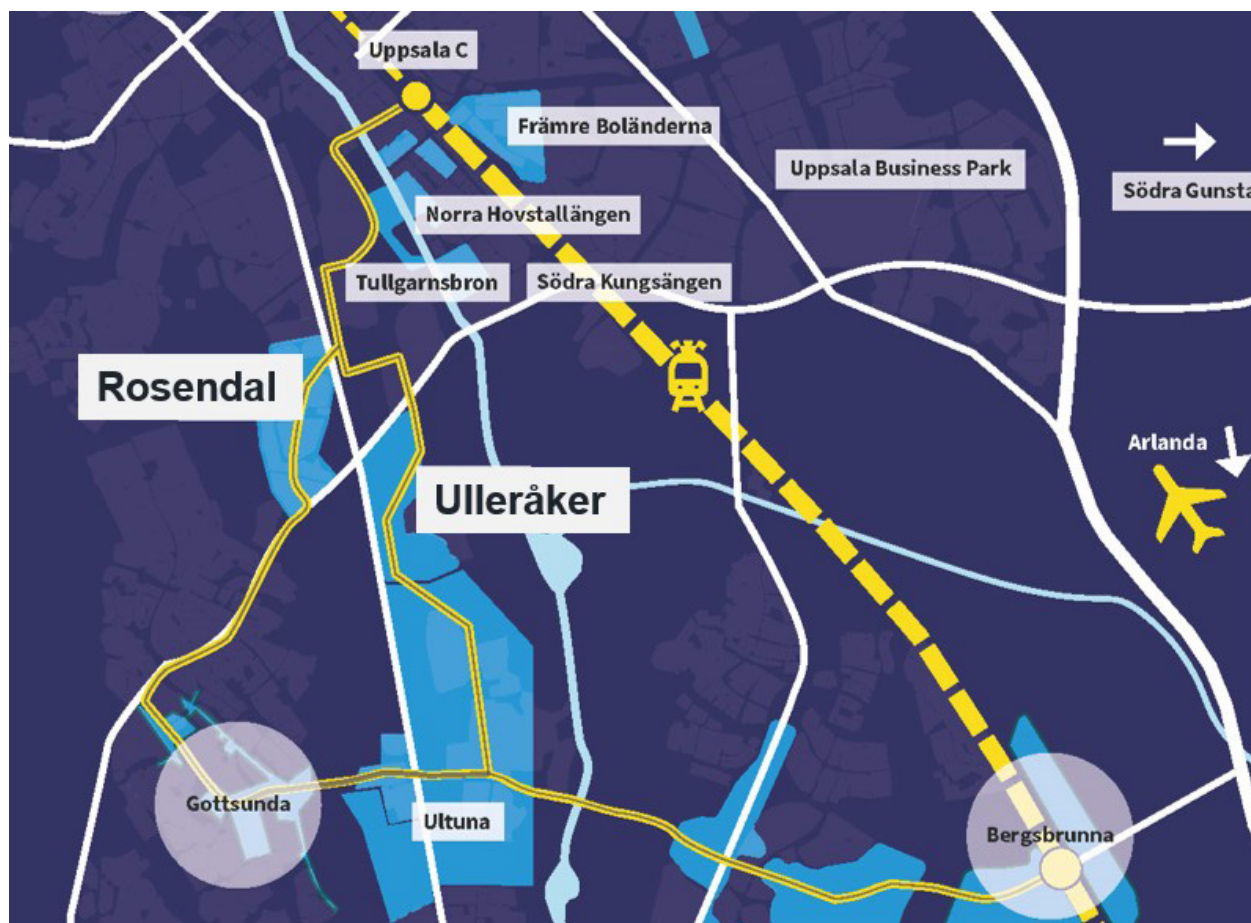 Uppsala C
Främre Boländerna
Uppsala Business Park
Södra Gunsta
Norra Hovstallängen
Tullgarnsbron
Södra Kungsängen
Rosendal
Arlanda
Ulleråker
Gottsunda
Ultuna
Bergsbrunna